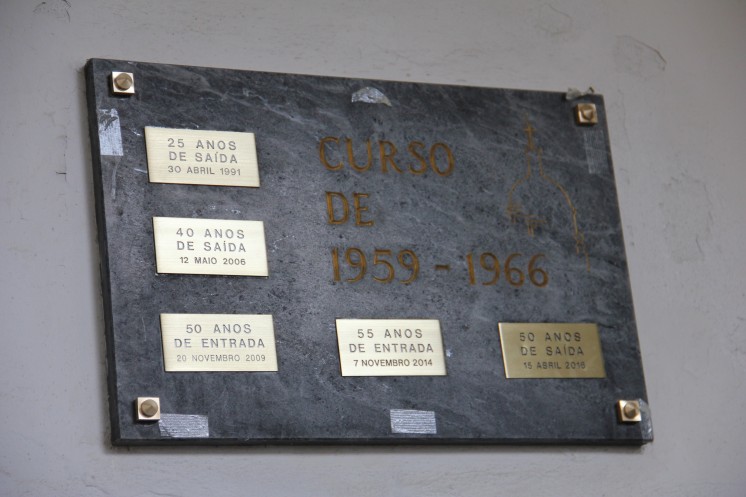 CURSO
DE
1959 - 1966
25 ANOS
DE SAÍDA
30 ABRIL 1991
40 ANOS
DE SAÍDA
12 MAIO 2006
50 ANOS
DE ENTRADA
20 NOVEMBRO 2009
55 ANOS
DE ENTRADA
7 NOVEMBRO 2014
50 ANOS
DE SAÍDA
15 ABRIL 2016